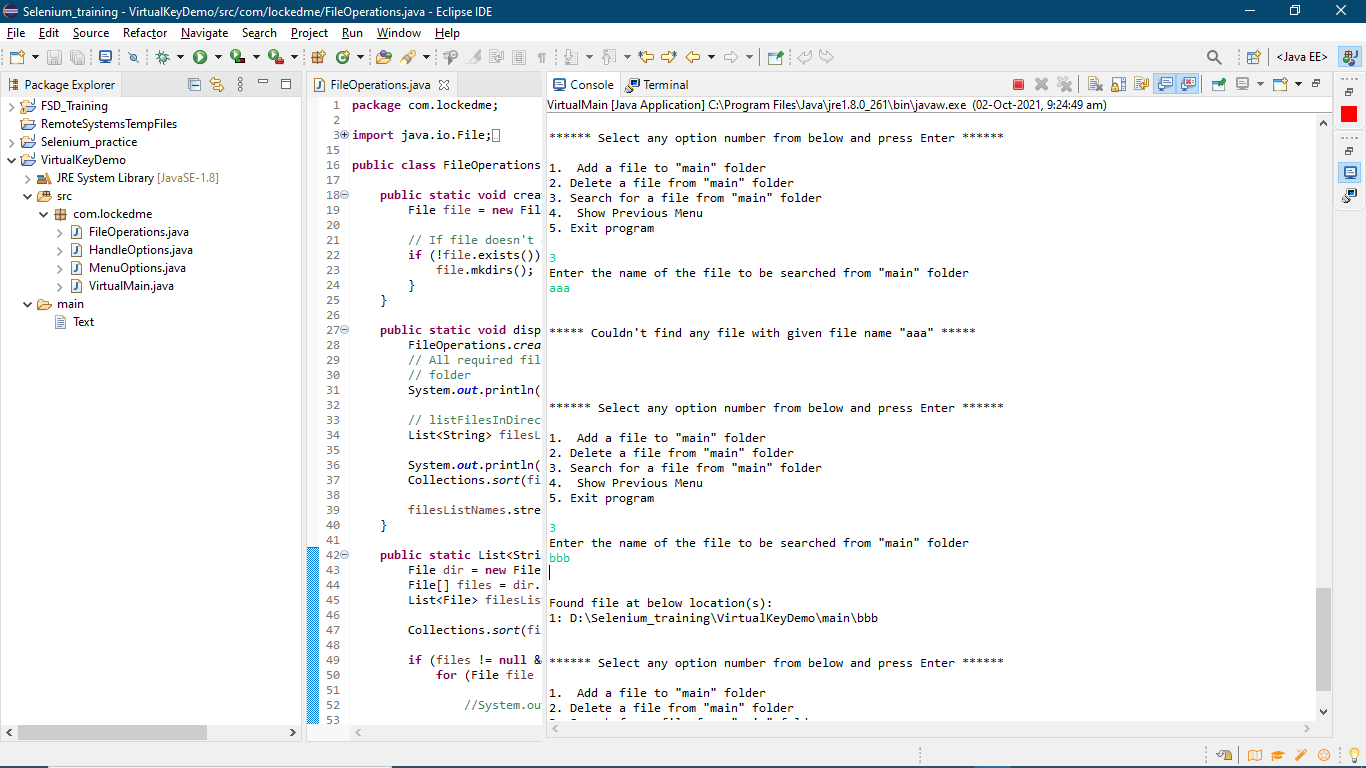 Selenium_training - VirtualKeyDemo/src/com/lockedme/FileOperations.java - Eclipse IDE
File Edit Source Refactor Navigate Search Project Run Window Help
<Java EE>
Package Explorer
FSD_Training
RemoteSystemsTempFiles
Selenium_practice
VirtualKeyDemo
JRE System Library [JavaSE-1.8]
src
com.lockedme
FileOperations.java
HandleOptions.java
MenuOptions.java
VirtualMain.java
main
Text
FileOperations.java
1 package com.lockedme;
2
3 import java.io.File;
15
16 public class FileOperations
17
18 public static void crea
19 File file = new Fil
20
21 // If file doesn't
22 if (!file.exists())
23 file.mkdirs();
24 }
25 }
26
27 public static void disp
28 FileOperations.crea
29 // All required fil
30 // folder
31 System.out.println(
32
33 // listFilesInDirec
34 List<String> filesL
35
36 System.out.println(
37 Collections.sort(fi
38
39 filesListNames.stre
40 }
41
42 public static List<Stri
43 File dir = new File
44 File[] files = dir.
45 List<File> filesLis
46
47 Collections.sort(fi
48
49 if (files != null &
50 for (File file
51
52 //System.ou
53
Console Terminal
VirtualMain [Java Application] C:\Program Files\Java\jre1.8.0_261\bin\javaw.exe (02-Oct-2021, 9:24:49 am)
****** Select any option number from below and press Enter ******
1. Add a file to "main" folder
2. Delete a file from "main" folder
3. Search for a file from "main" folder
4. Show Previous Menu
5. Exit program
3
Enter the name of the file to be searched from "main" folder
aaa
***** Couldn't find any file with given file name "aaa" *****
****** Select any option number from below and press Enter ******
1. Add a file to "main" folder
2. Delete a file from "main" folder
3. Search for a file from "main" folder
4. Show Previous Menu
5. Exit program
3
Enter the name of the file to be searched from "main" folder
bbb
Found file at below location(s):
1: D:\Selenium_training\VirtualKeyDemo\main\bbb
****** Select any option number from below and press Enter ******
1. Add a file to "main" folder
2. Delete a file from "main" folder